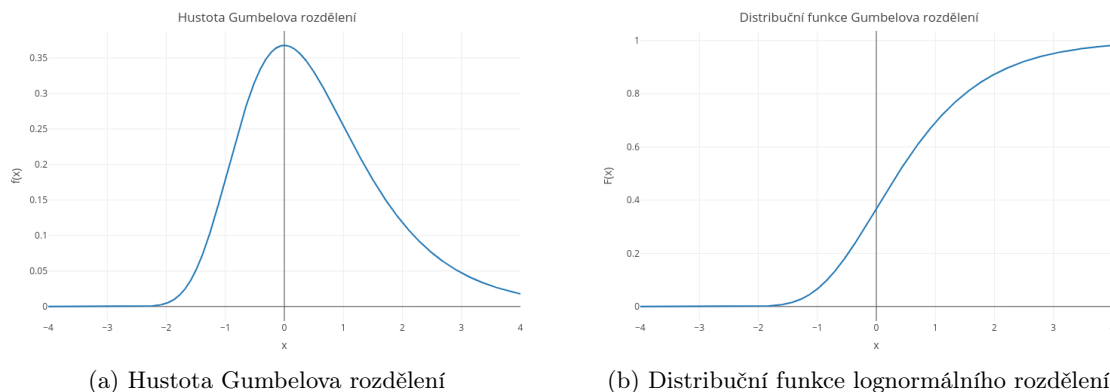 Hustota Gumbelova rozdělení
0.35
0.3
0.25
0.2
0.15
0.1
0.05
0
f(x)
−4 −3 −2 −1 0 1 2 3 4
x
(a) Hustota Gumbelova rozdělení
Distribuční funkce Gumbelova rozdělení
1
0.8
0.6
0.4
0.2
0
F(x)
−4 −3 −2 −1 0 1 2 3
x
(b) Distribuční funkce lognormálního rozdělení